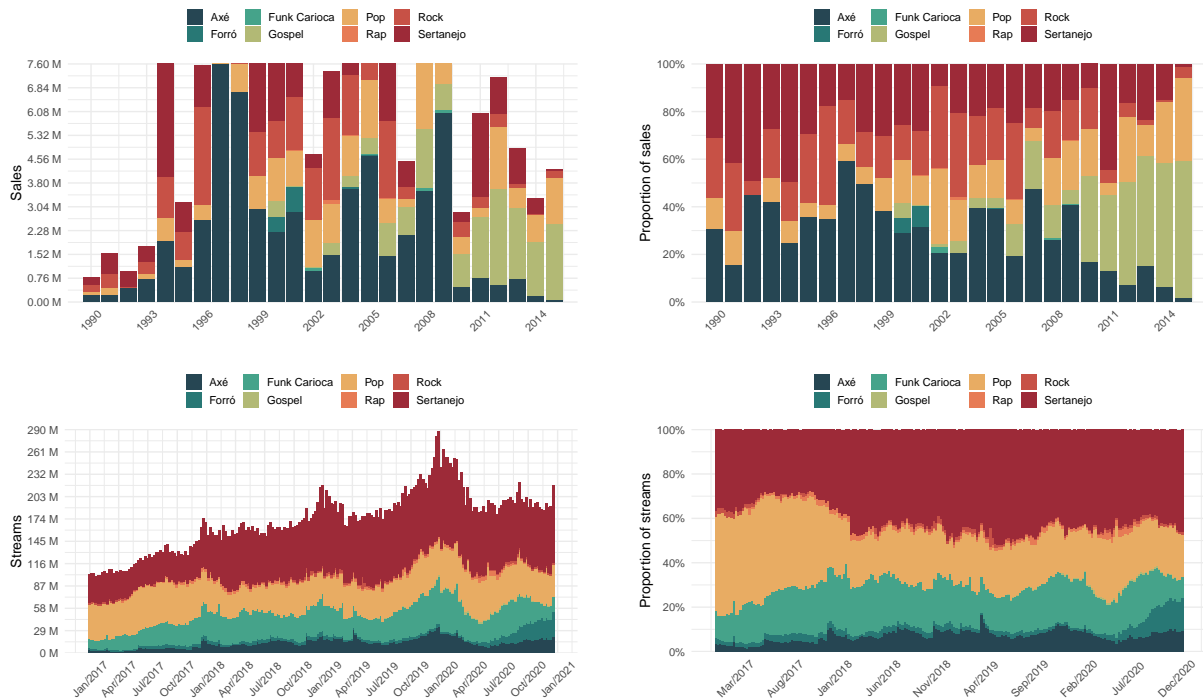 Axé Funk Carioca Pop Rock
Forró Gospel Rap Sertanejo
7.60 M
6.84 M
6.08 M
5.32 M
4.56 M
3.80 M
3.04 M
2.28 M
1.52 M
0.76 M
0.00 M
Sales
1990 1993 1996 1999 2002 2005 2008 2011 2014
Axé Funk Carioca Pop Rock
Forró Gospel Rap Sertanejo
100%
80%
60%
40%
20%
0%
Proportion of sales
1990 1993 1996 1999 2002 2005 2008 2011 2014
Axé Funk Carioca Pop Rock
Forró Gospel Rap Sertanejo
290 M
261 M
232 M
203 M
174 M
145 M
116 M
87 M
58 M
29 M
0 M
Streams
Jan/2017 Apr/2017 Jul/2017 Oct/2017 Jan/2018 Apr/2018 Jul/2018 Oct/2018 Jan/2019 Apr/2019 Jul/2019 Oct/2019 Jan/2020 Apr/2020 Jul/2020 Oct/2020 Jan/2021
Axé Funk Carioca Pop Rock
Forró Gospel Rap Sertanejo
100%
80%
60%
40%
20%
0%
Proportion of streams
Mar/2017 Aug/2017 Jan/2018 Jun/2018 Nov/2018 Apr/2019 Sep/2019 Feb/2020 Jul/2020 Dec/2020